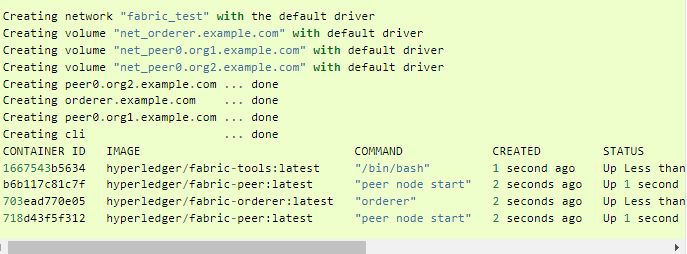 Creating network "fabric_test" with the default driver
Creating volume "net_orderer.example.com" with default driver
Creating volume "net_peer0.org1.example.com" with default driver
Creating volume "net_peer0.org2.example.com" with default driver
Creating peer0.org2.example.com ... done
Creating orderer.example.com    ... done
Creating peer0.org1.example.com ... done
Creating cli                    ... done
CONTAINER ID   IMAGE                               COMMAND             CREATED         STATUS
1667543b5634   hyperledger/fabric-tools:latest     "/bin/bash"         1 second ago    Up Less than
b6b117c81c7f   hyperledger/fabric-peer:latest      "peer node start"   2 seconds ago   Up 1 second
703ead770e05   hyperledger/fabric-orderer:latest   "orderer"           2 seconds ago   Up Less than
718d43f5f312   hyperledger/fabric-peer:latest      "peer node start"   2 seconds ago   Up 1 second